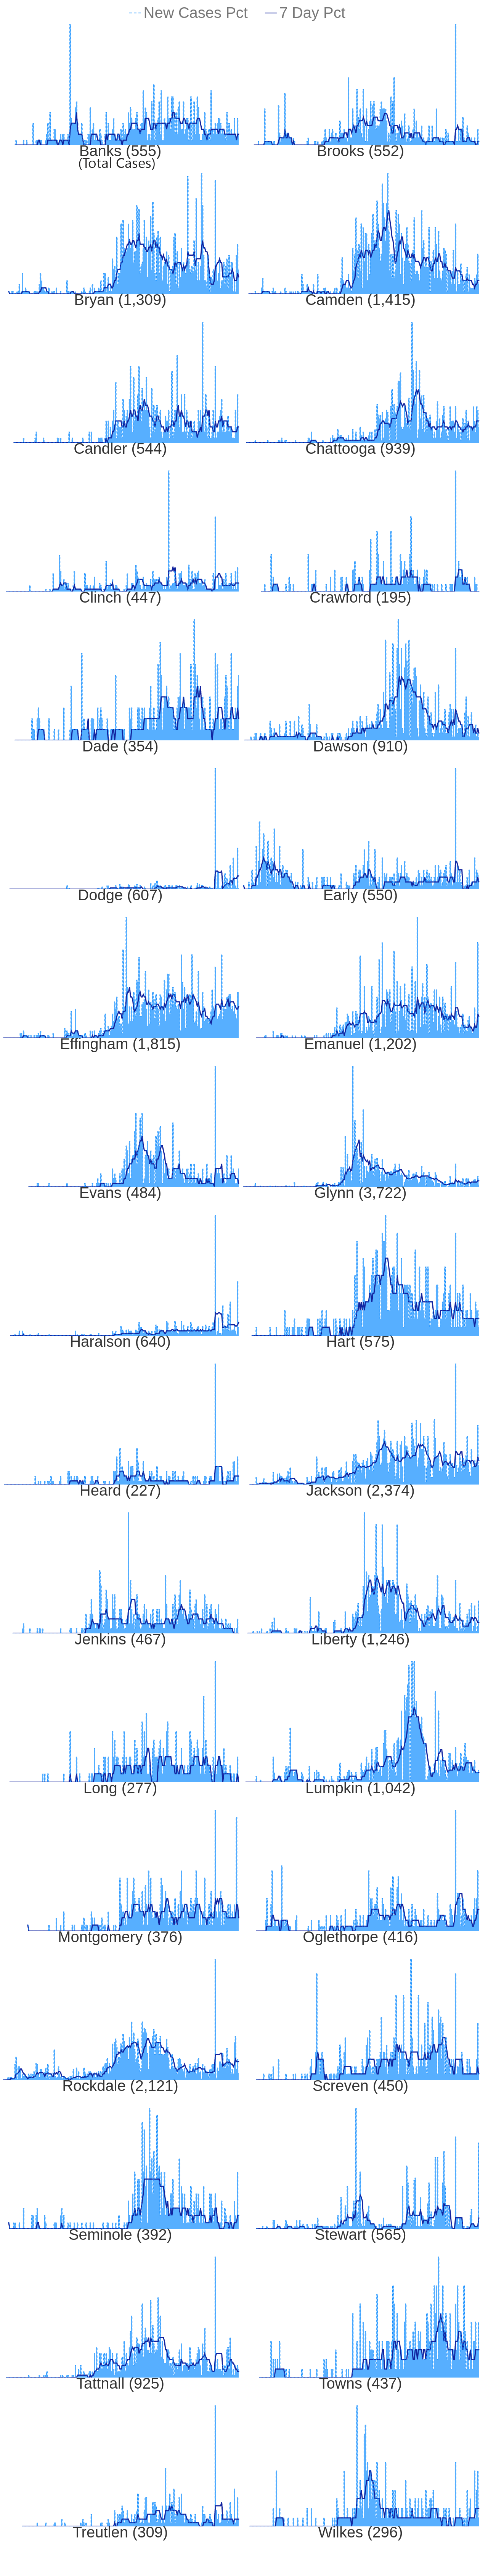 New Cases Pct 7 Day Pct
Banks (555) Brooks (552)
(Total Cases)
Bryan (1,309) Camden (1,415)
Candler (544) Chattooga (939)
Clinch (447) Crawford (195)
Dade (354) Dawson (910)
Dodge (607) Early (550)
Effingham (1,815) Emanuel (1,202)
Evans (484) Glynn (3,722)
Haralson (640) Hart (575)
Heard (227) Jackson (2,374)
Jenkins (467) Liberty (1,246)
Long (277) Lumpkin (1,042)
Montgomery (376) Oglethorpe (416)
Rockdale (2,121) Screven (450)
Seminole (392) Stewart (565)
Tattnall (925) Towns (437)
Treutlen (309) Wilkes (296)